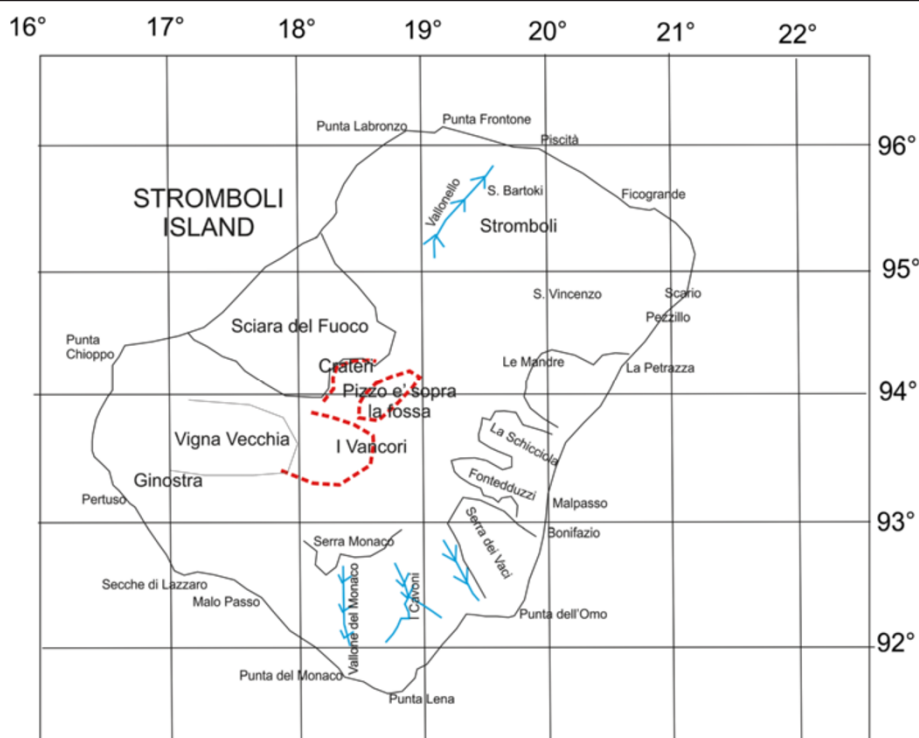 16° 17° 18° 19° 20° 21° 22°
Punta Labronzo
Punta Frontone
Piscità
96°
STROMBOLI
ISLAND
Vallonello
S. Bartoki
Ficogrande
Stromboli
95°
S. Vincenzo
Scario
Pezzillo
Sciara del Fuoco
Punta
Chioppo
Crateri
Le Mandre
La Petrazza
94°
Pizzo e' sopra
la fossa
Vigna Vecchia
I Vancori
La Schicciola
Ginostra
Fontedduzzi
Pertuso
Malpasso
93°
Serra Monaco
Serra dei Vaci
Bonifazio
Secche di Lazzaro
Malo Passo
Vallone del Monaco
I Cavoni
Punta dell'Omo
92°
Punta del Monaco
Punta Lena